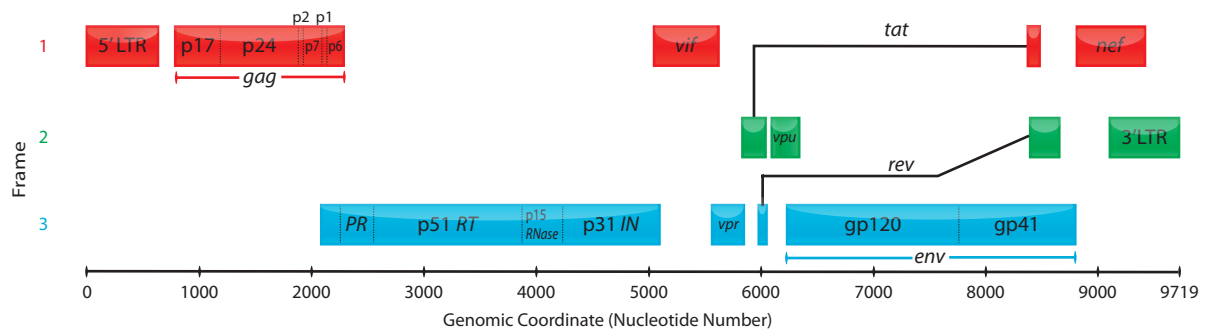 p2 p1
1 5′ LTR p17 p24 p7 p6 vif tat nef
gag
2 vpu 3′ LTR
rev
Frame
3 PR p51 RT p15 RNase p31 IN vpr gp120 gp41
env
0 1000 2000 3000 4000 5000 6000 7000 8000 9000 9719
Genomic Coordinate (Nucleotide Number)